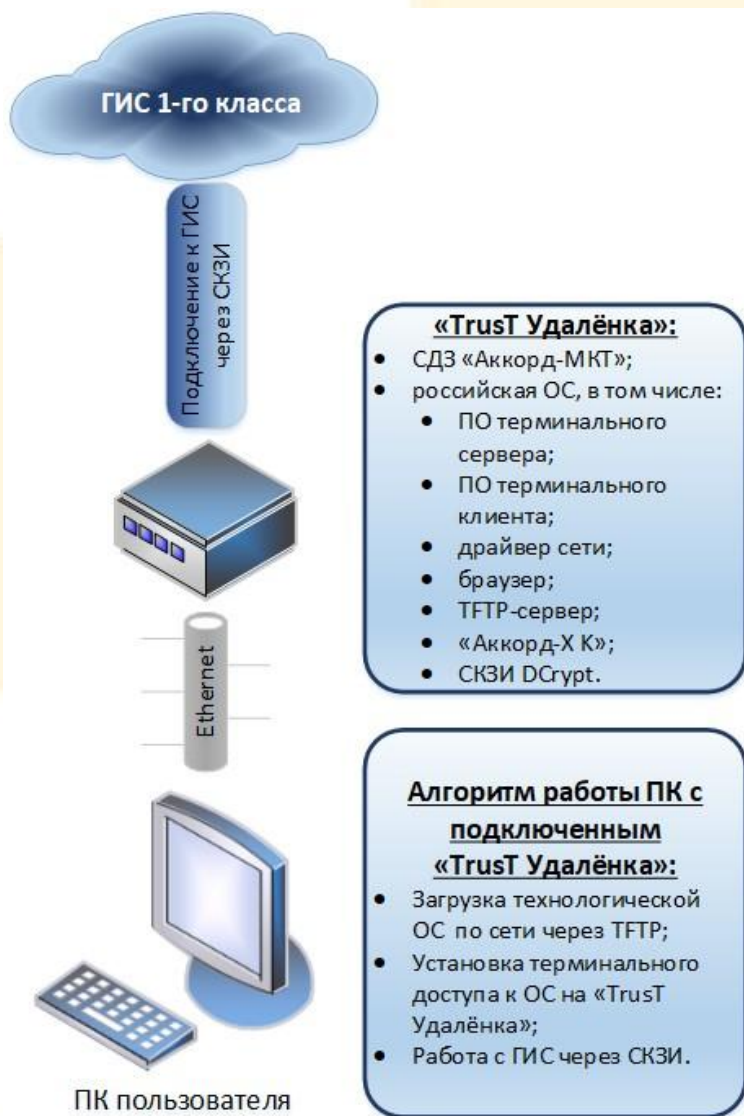 ГИС 1-го класса
Подключение к ГИС
через СКЗИ
«TrusT Удалёнка»:
• СДЗ «Аккорд-МКТ»;
• российская ОС, в том числе:
• ПО терминального
сервера;
• ПО терминального
клиента;
• драйвер сети;
• браузер;
• TFTP-сервер;
• «Аккорд-Х К»;
• СКЗИ DCrypt.
Ethernet
Алгоритм работы ПК с
подключенным
«TrusT Удалёнка»:
• Загрузка технологической
ОС по сети через TFTP;
• Установка терминального
доступа к ОС на «TrusT
Удалёнка»;
• Работа с ГИС через СКЗИ.
ПК пользователя